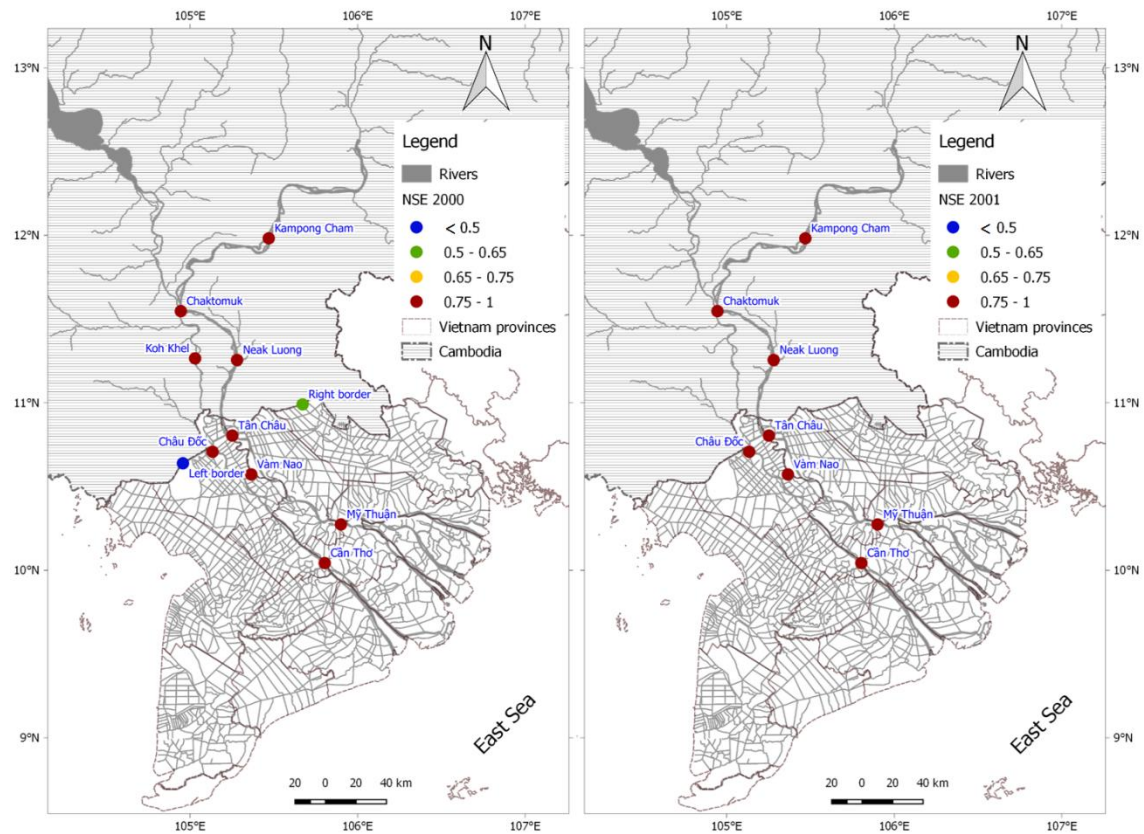 105°E 106°E 107°E
13°N
12°N
11°N
10°N
9°N
N
Legend
Rivers
NSE 2000
< 0.5
0.5 - 0.65
0.65 - 0.75
0.75 - 1
Vietnam provinces
Cambodia
Kampong Cham
Chaktomuk
Koh Khel
Neak Luong
Right border
Tân Châu
Châu Đốc
Left border
Vàm Nao
Mỹ Thuận
Cần Thơ
East Sea
20 0 20 40 km
105°E 106°E 107°E
105°E 106°E 107°E
N
Legend
Rivers
NSE 2001
< 0.5
0.5 - 0.65
0.65 - 0.75
0.75 - 1
Vietnam provinces
Cambodia
Kampong Cham
Chaktomuk
Neak Luong
Tân Châu
Châu Đốc
Vàm Nao
Mỹ Thuận
Cần Thơ
East Sea
20 0 20 40 km
13°N
12°N
11°N
10°N
9°N
105°E 106°E 107°E